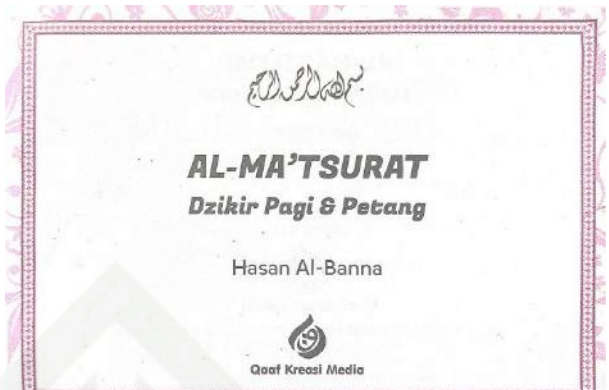 بسم الله الرحمن الرحيم
AL-MA'TSURAT
Dzikir Pagi & Petang
Hasan Al-Banna
Qaaf Kreasi Media